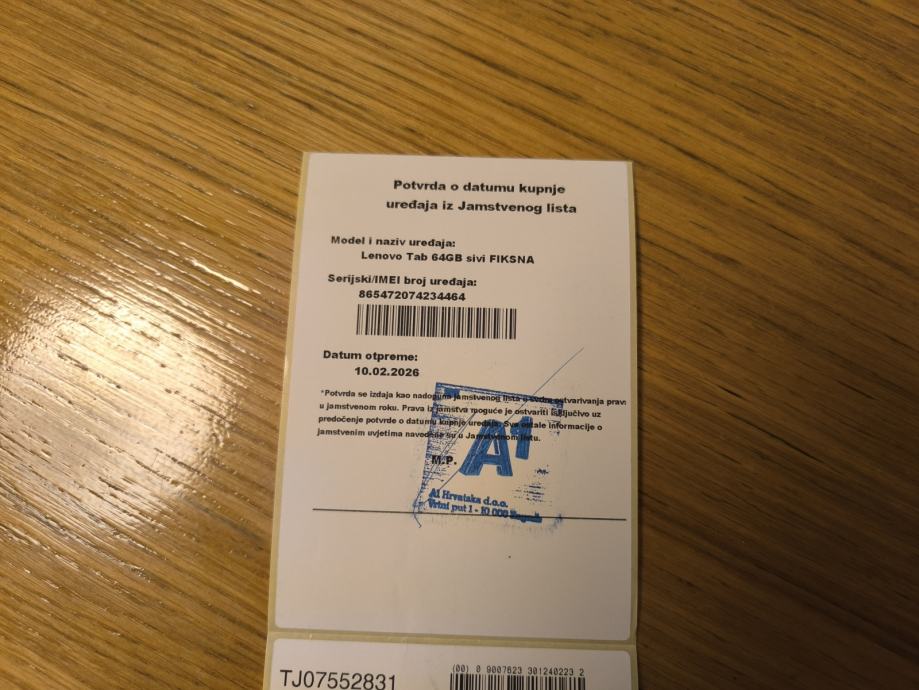 Potvrda o datumu kupnje
uređaja iz Jamstvenog lista
Model i naziv uređaja:
Lenovo Tab 64GB sivi FIKSNA
Serijski/IMEI broj uređaja:
865472074234464
Datum otpreme:
10.02.2026
*Potvrda se izdaja kao nadopuna jamstvenog lista u svrhu ostvarivanja prava
u jamstvenom roku. Prava iz jamstva moguće je ostvariti isključivo uz
predočenje potvrde o datumu kupnje uređaja. Sve ostale informacije o
jamstvenim uvjetima navedene su u Jamstvenom listu.
A1
M.P.
A1 Hrvatska d.o.o.
Vrtni put 1 - 10 000 Zagreb
TJ07552831
(00) 0 9007623 301240223 2